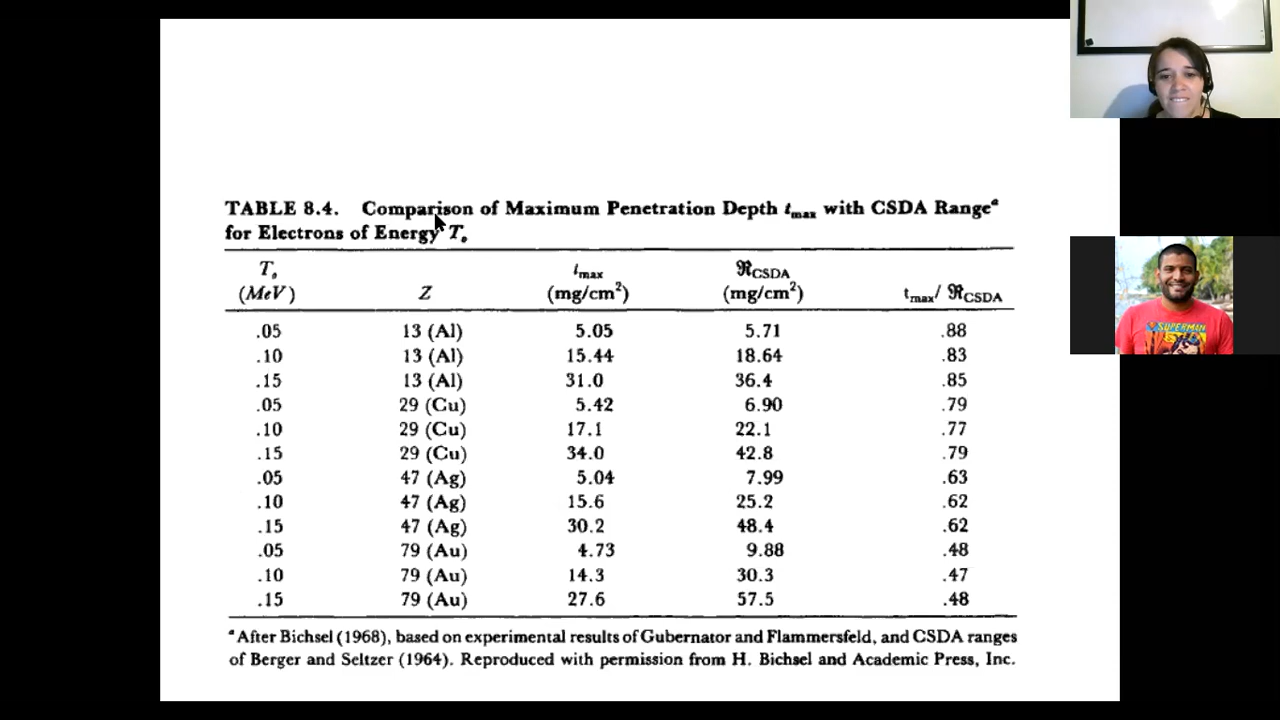 TABLE 8.4. Comparison of Maximum Penetration Depth tmax with CSDA Rangeª
for Electrons of Energy T₀
T₀ tmax ℜCSDA
(MeV) Z (mg/cm²) (mg/cm²) tmax/ ℜCSDA
.05 13 (Al) 5.05 5.71 .88
.10 13 (Al) 15.44 18.64 .83
.15 13 (Al) 31.0 36.4 .85
.05 29 (Cu) 5.42 6.90 .79
.10 29 (Cu) 17.1 22.1 .77
.15 29 (Cu) 34.0 42.8 .79
.05 47 (Ag) 5.04 7.99 .63
.10 47 (Ag) 15.6 25.2 .62
.15 47 (Ag) 30.2 48.4 .62
.05 79 (Au) 4.73 9.88 .48
.10 79 (Au) 14.3 30.3 .47
.15 79 (Au) 27.6 57.5 .48
ªAfter Bichsel (1968), based on experimental results of Gubernator and Flammersfeld, and CSDA ranges
of Berger and Seltzer (1964). Reproduced with permission from H. Bichsel and Academic Press, Inc.
SUPERMAN